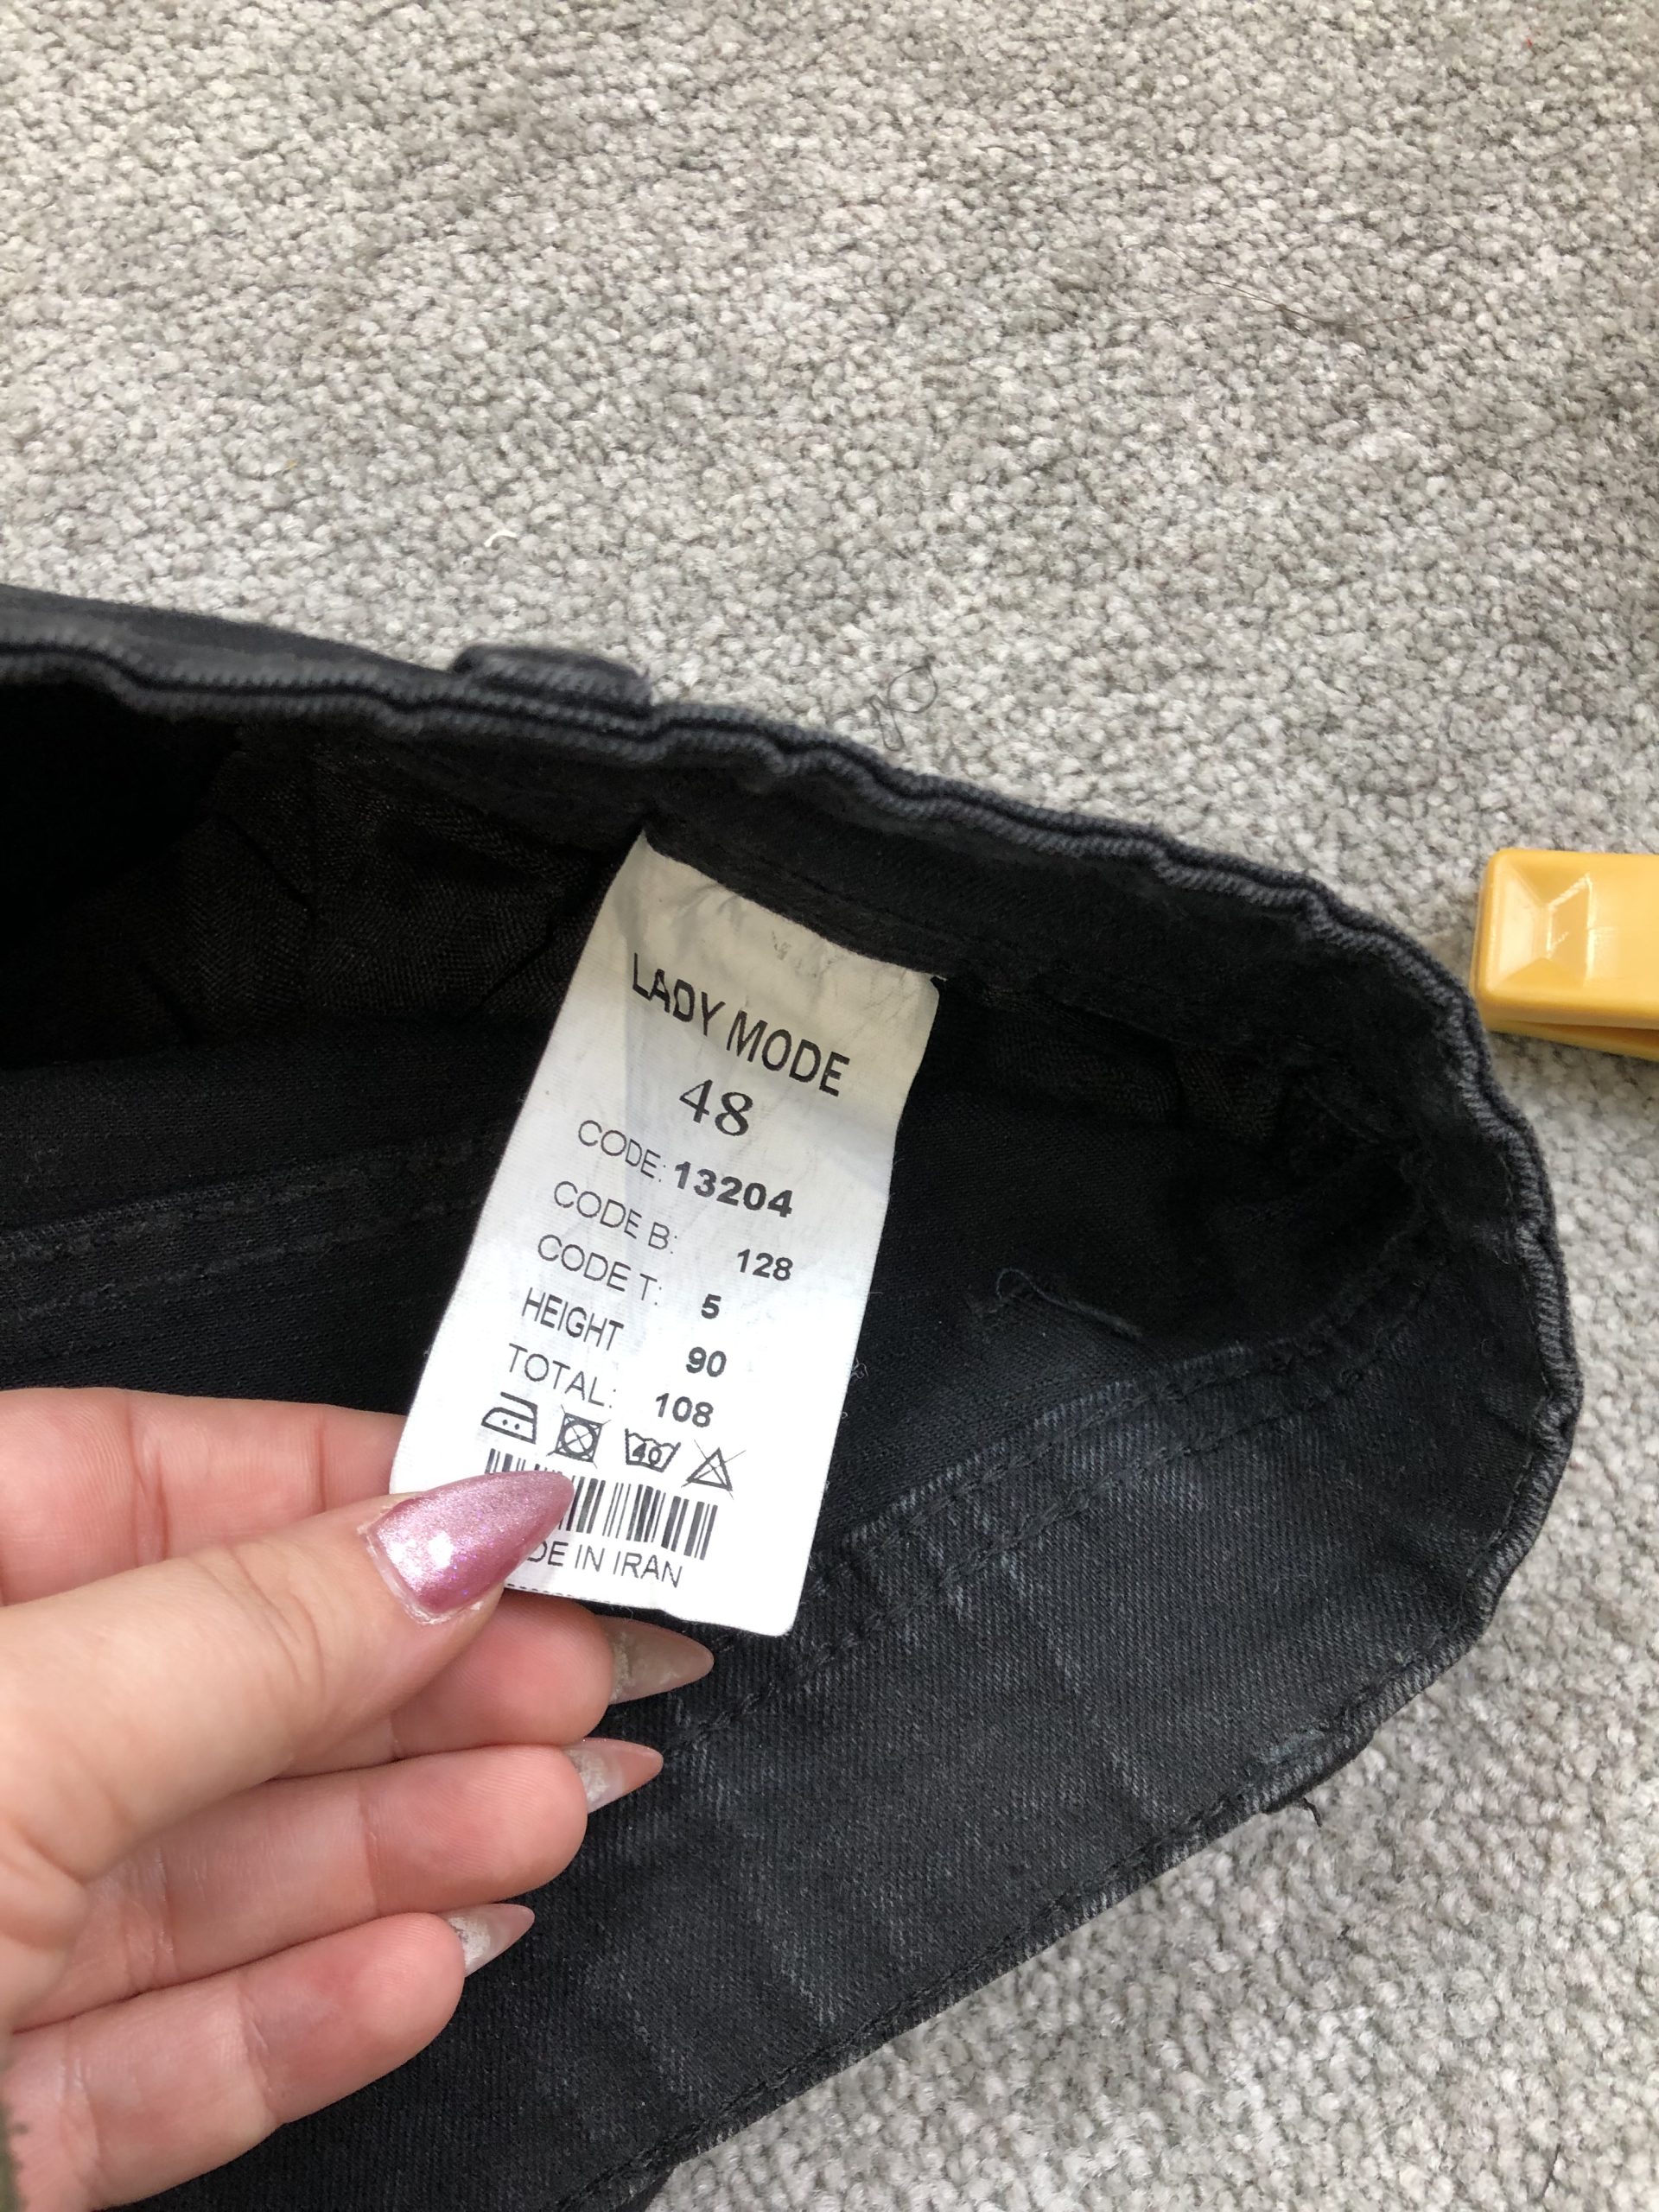 LADY MODE
48
CODE: 13204
CODE B: 128
CODE T: 5
HEIGHT 90
TOTAL: 108
40
DE IN IRAN